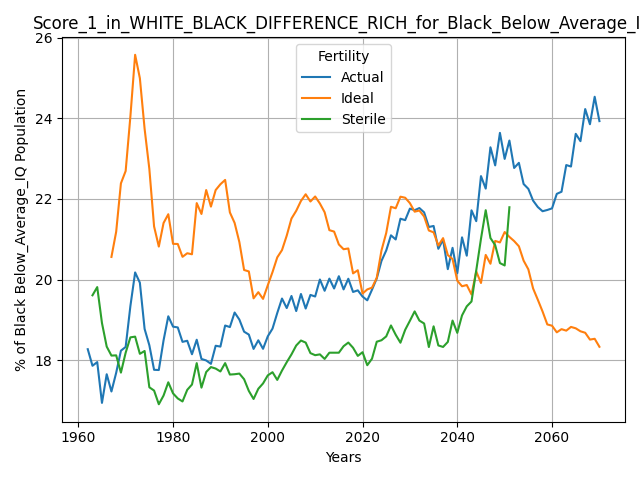 Score_1_in_WHITE_BLACK_DIFFERENCE_RICH_for_Black_Below_Average_I
Fertility
Actual
Ideal
Sterile
% of Black Below_Average_IQ Population
26
24
22
20
18
1960
1980
2000
2020
2040
2060
Years